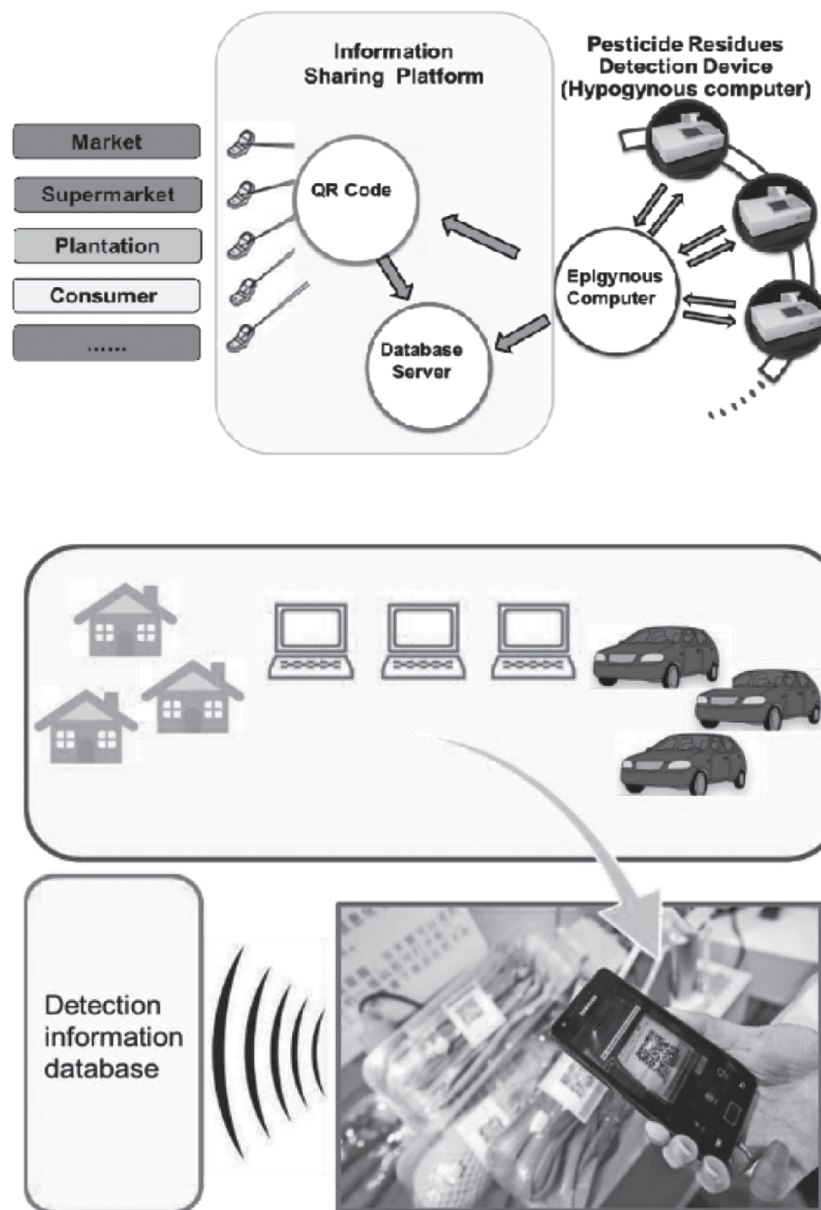 Information
Sharing Platform
Pesticide Residues
Detection Device
(Hypogynous computer)
Market
Supermarket
Plantation
Consumer
......
QR Code
Database
Server
Epigynous
Computer
Detection
information
database
SAMSUNG